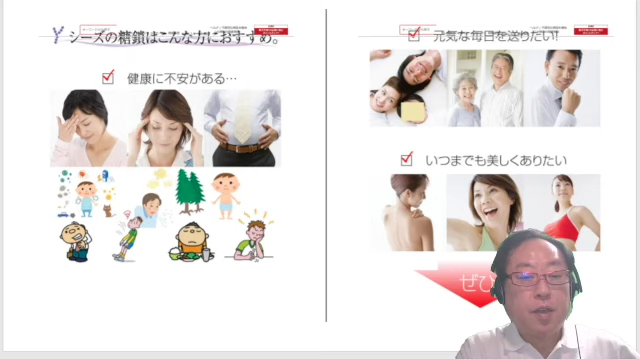 シーズの糖鎖はこんな方におすすめ。
健康に不安がある…
元気な毎日を送りたい!
いつまでも美しくありたい
ぜひ